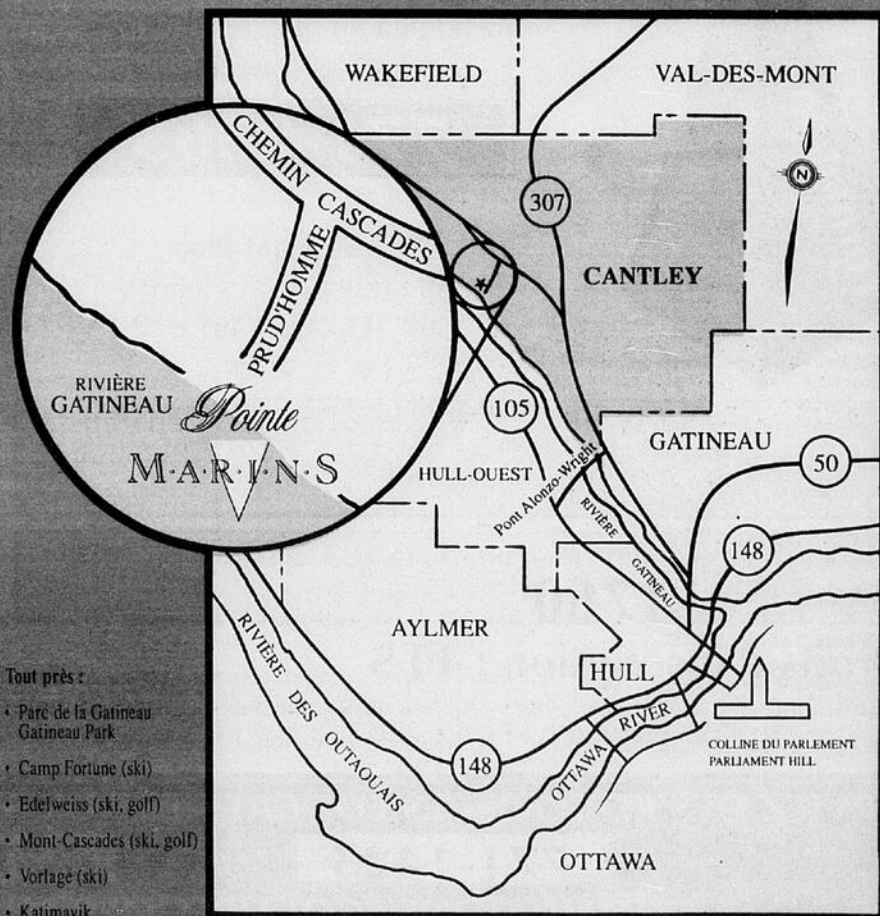 WAKEFIELD
VAL-DES-MONT
CHEMIN CASCADES
PRUD'HOMME
307
N
CANTLEY
RIVIÈRE
GATINEAU
Pointe
M·A·R·I·N·S
105
GATINEAU
50
HULL-OUEST
Pont Alonzo-Wright
RIVIÈRE GATINEAU
148
AYLMER
HULL
RIVIÈRE DES OUTAOUAIS
148
OTTAWA RIVER
COLLINE DU PARLEMENT
PARLIAMENT HILL
OTTAWA
Tout près :
• Parc de la Gatineau
Gatineau Park
• Camp Fortune (ski)
• Edelweiss (ski, golf)
• Mont-Cascades (ski, golf)
• Vorlage (ski)
• Katimavik